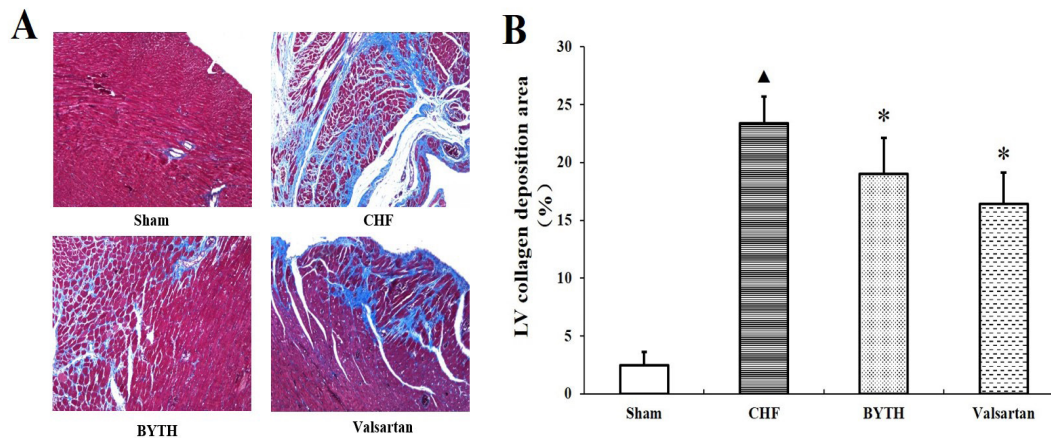 A
Sham
CHF
BYTH
Valsartan
B
LV collagen deposition area
(%)
30
25
20
15
10
5
0
▲
*
*
Sham
CHF
BYTH
Valsartan